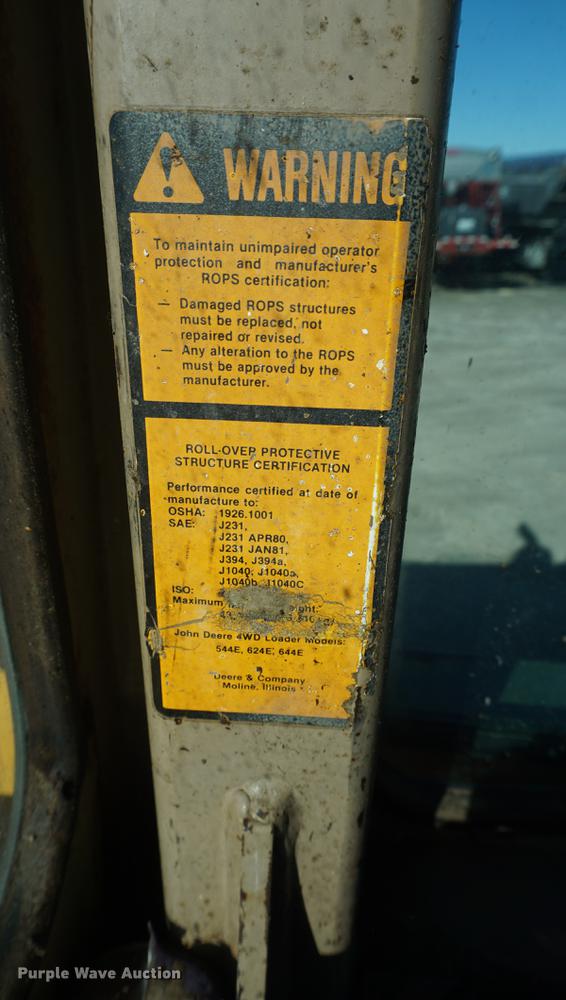 WARNING
To maintain unimpaired operator
protection and manufacturer's
ROPS certification:
— Damaged ROPS structures
must be replaced, not
repaired or revised.
— Any alteration to the ROPS
must be approved by the
manufacturer.
ROLL-OVER PROTECTIVE
STRUCTURE CERTIFICATION
Performance certified at date of
manufacture to:
OSHA: 1926.1001
SAE: J231,
J231 APR80,
J231 JAN81,
J394, J394a,
J1040, J1040a,
J1040b, J1040C
ISO:
Maximum
John Deere 4WD Loader Models:
544E, 624E, 644E
Deere & Company
Moline, Illinois
Purple Wave Auction